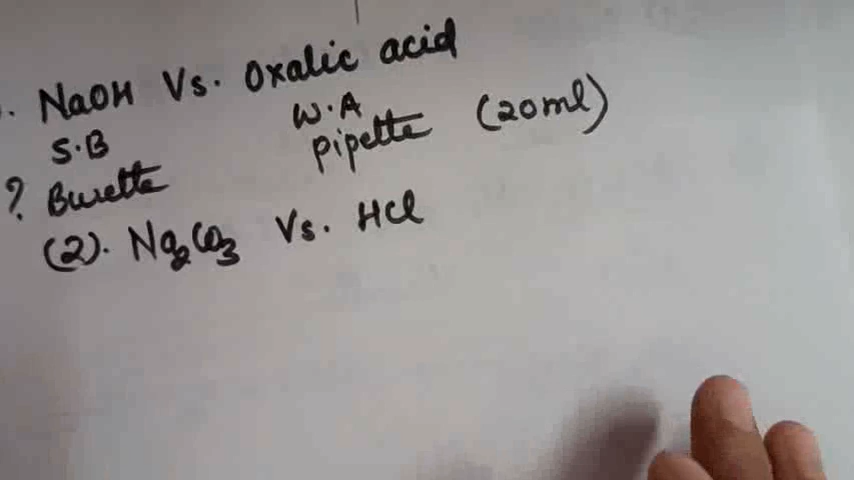 . NaOH Vs. Oxalic acid
S.B W.A
? Burette pipette (20ml)
(2). Na2CO3 Vs. HCl